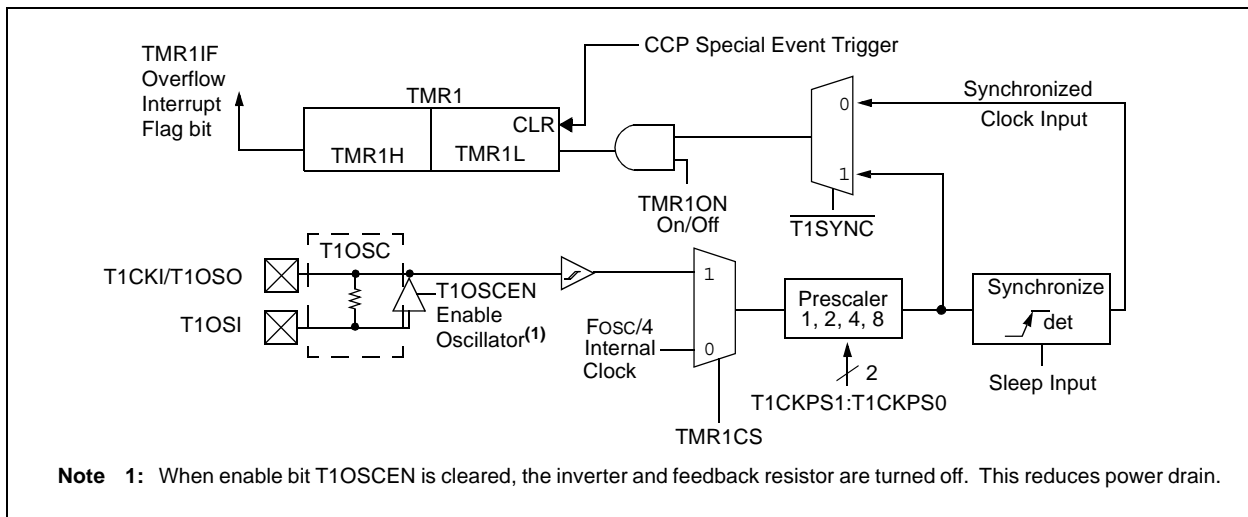 TMR1IF
Overflow
Interrupt
Flag bit
TMR1
CLR
TMR1H
TMR1L
CCP Special Event Trigger
TMR1ON
On/Off
0
1
T1SYNC
Synchronized
Clock Input
T1OSC
T1CKI/T1OSO
T1OSI
T1OSCEN
Enable
Oscillator(1)
FOSC/4
Internal
Clock
1
0
TMR1CS
Prescaler
1, 2, 4, 8
2
T1CKPS1:T1CKPS0
Synchronize
det
Sleep Input
Note 1: When enable bit T1OSCEN is cleared, the inverter and feedback resistor are turned off. This reduces power drain.